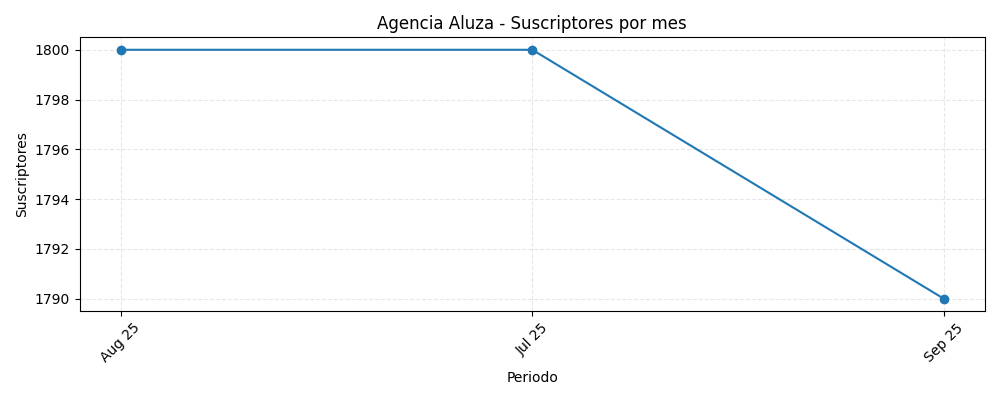 Agencia Aluza - Suscriptores por mes
Suscriptores
1800
1798
1796
1794
1792
1790
Aug 25
Jul 25
Sep 25
Periodo